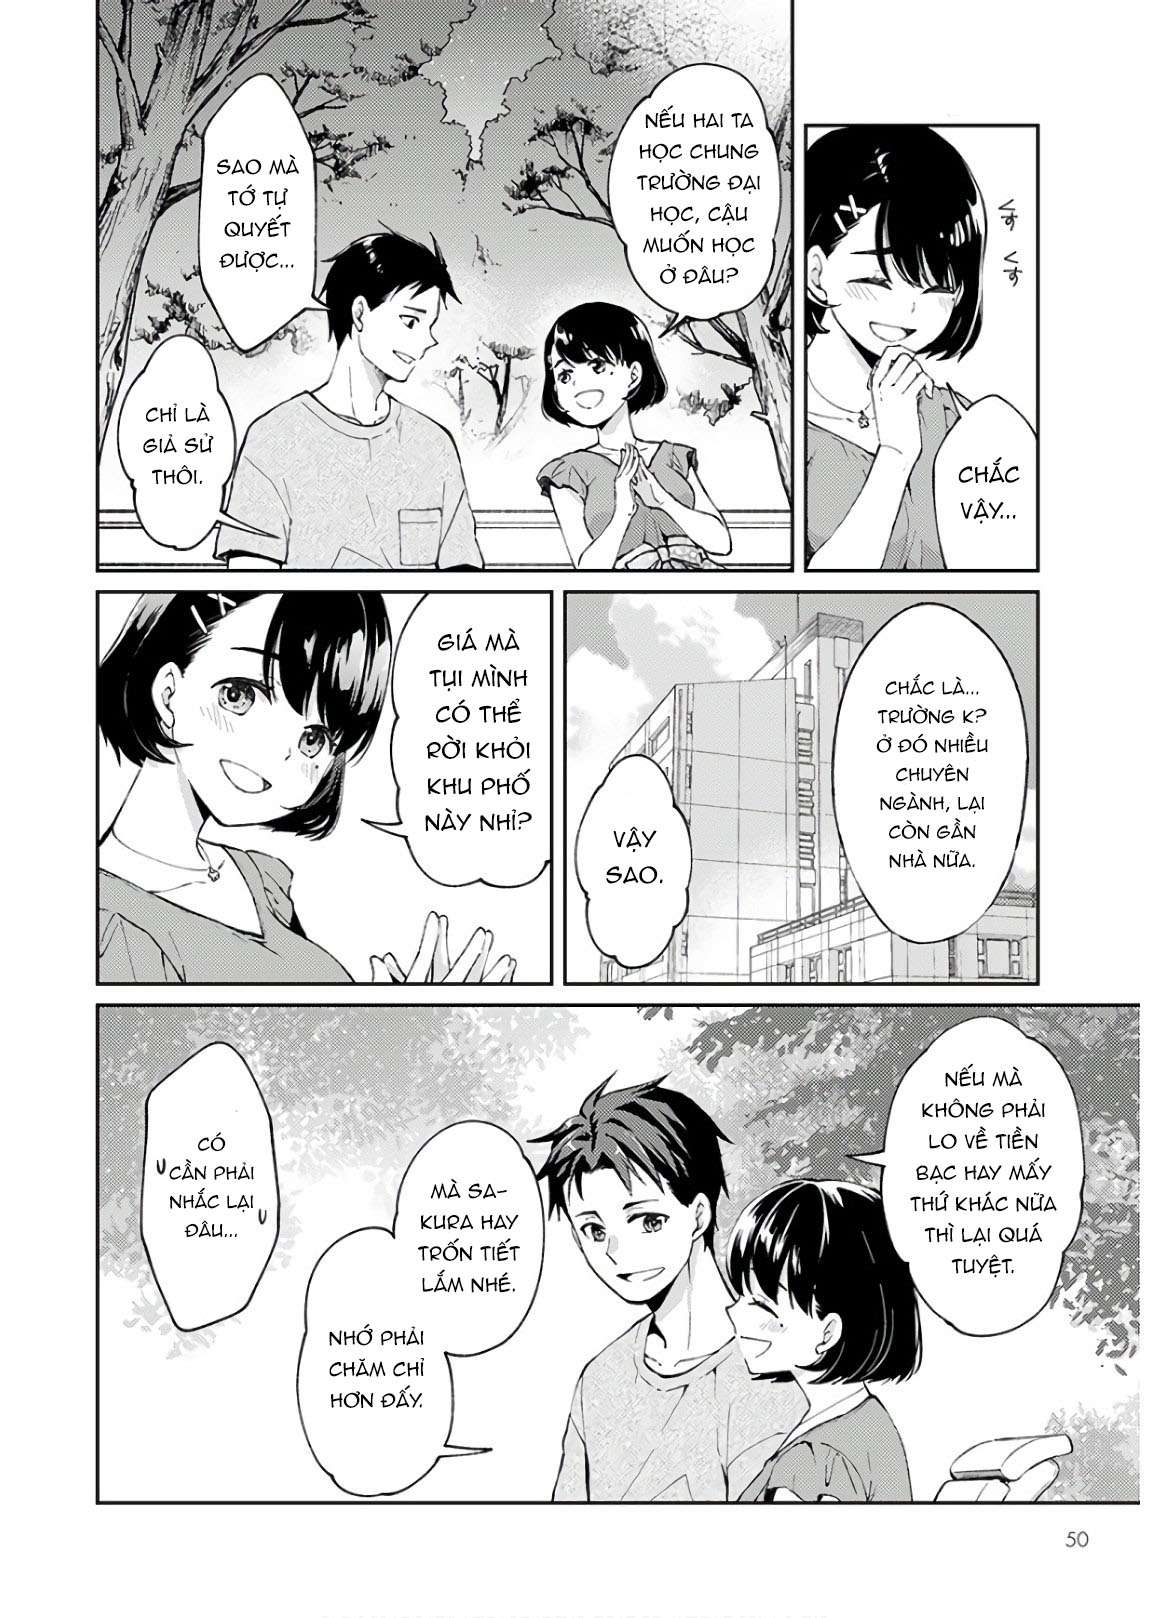 くす
くす
CHẮC
VẬY...
NẾU HAI TA
HỌC CHUNG
TRƯỜNG ĐẠI
HỌC, CẬU
MUỐN HỌC
Ở ĐÂU?
SAO MÀ
TỚ TỰ
QUYẾT
ĐƯỢC...
CHỈ LÀ
GIẢ SỬ
THÔI.
CHẮC LÀ...
TRƯỜNG K?
Ở ĐÓ NHIỀU
CHUYÊN
NGÀNH, LẠI
CÒN GẦN
NHÀ NỮA.
VẬY
SAO.
GIÁ MÀ
TỤI MÌNH
CÓ THỂ
RỜI KHỎI
KHU PHỐ
NÀY NHỈ?
NẾU MÀ
KHÔNG PHẢI
LO VỀ TIỀN
BẠC HAY MẤY
THỨ KHÁC NỮA
THÌ LẠI QUÁ
TUYỆT.
MÀ SA-
KURA HAY
TRỐN TIẾT
LẮM NHÉ.
NHỚ PHẢI
CHĂM CHỈ
HƠN ĐẤY.
CÓ
CẦN PHẢI
NHẮC LẠI
ĐÂU...
50